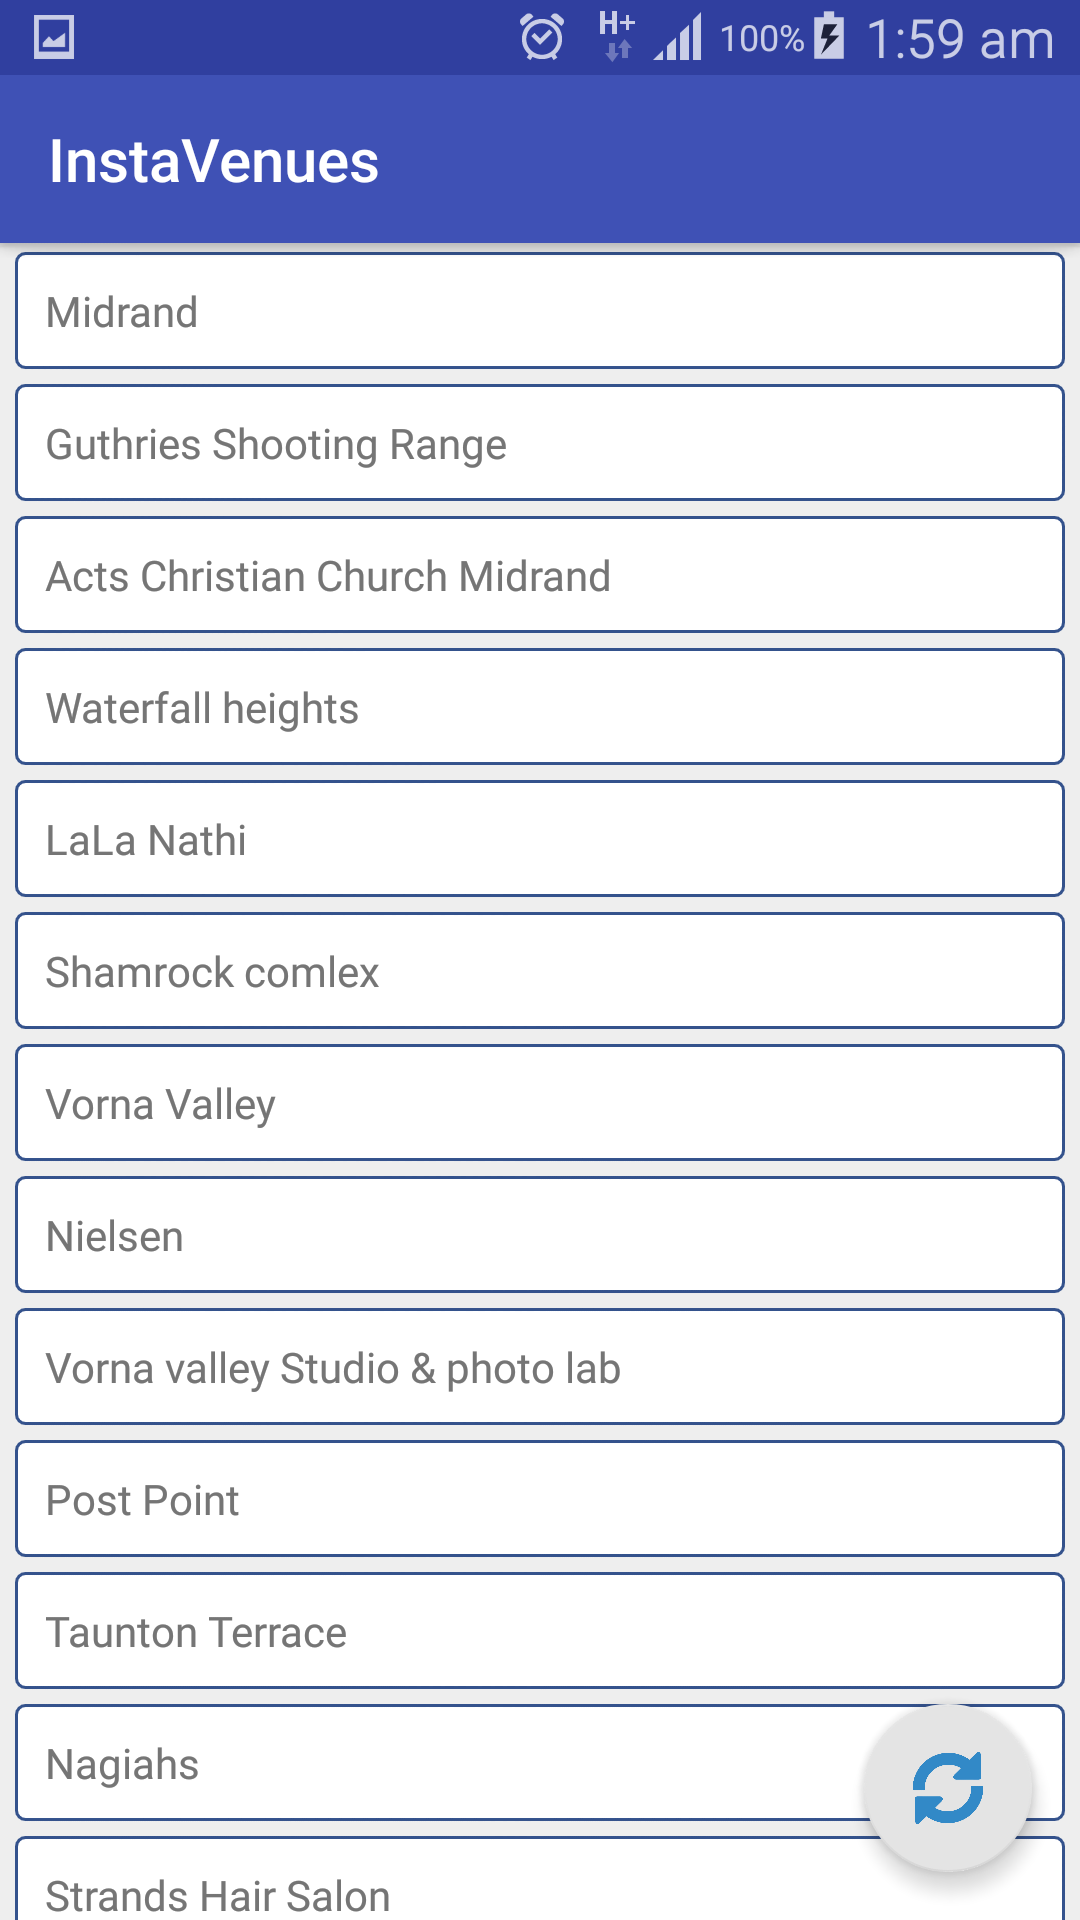 H+ 100% 1:59 am
InstaVenues
Midrand
Guthries Shooting Range
Acts Christian Church Midrand
Waterfall heights
LaLa Nathi
Shamrock comlex
Vorna Valley
Nielsen
Vorna valley Studio & photo lab
Post Point
Taunton Terrace
Nagiahs
Strands Hair Salon